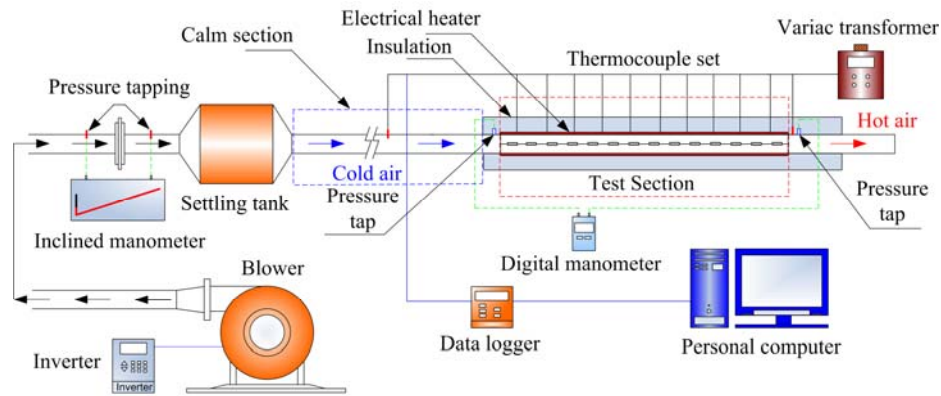 Electrical heater
Calm section
Insulation
Variac transformer
Thermocouple set
Pressure tapping
Hot air
Cold air
Settling tank
Pressure
tap
Test Section
Pressure
tap
Inclined manometer
Digital manometer
Blower
Data logger
Personal computer
Inverter
Inverter